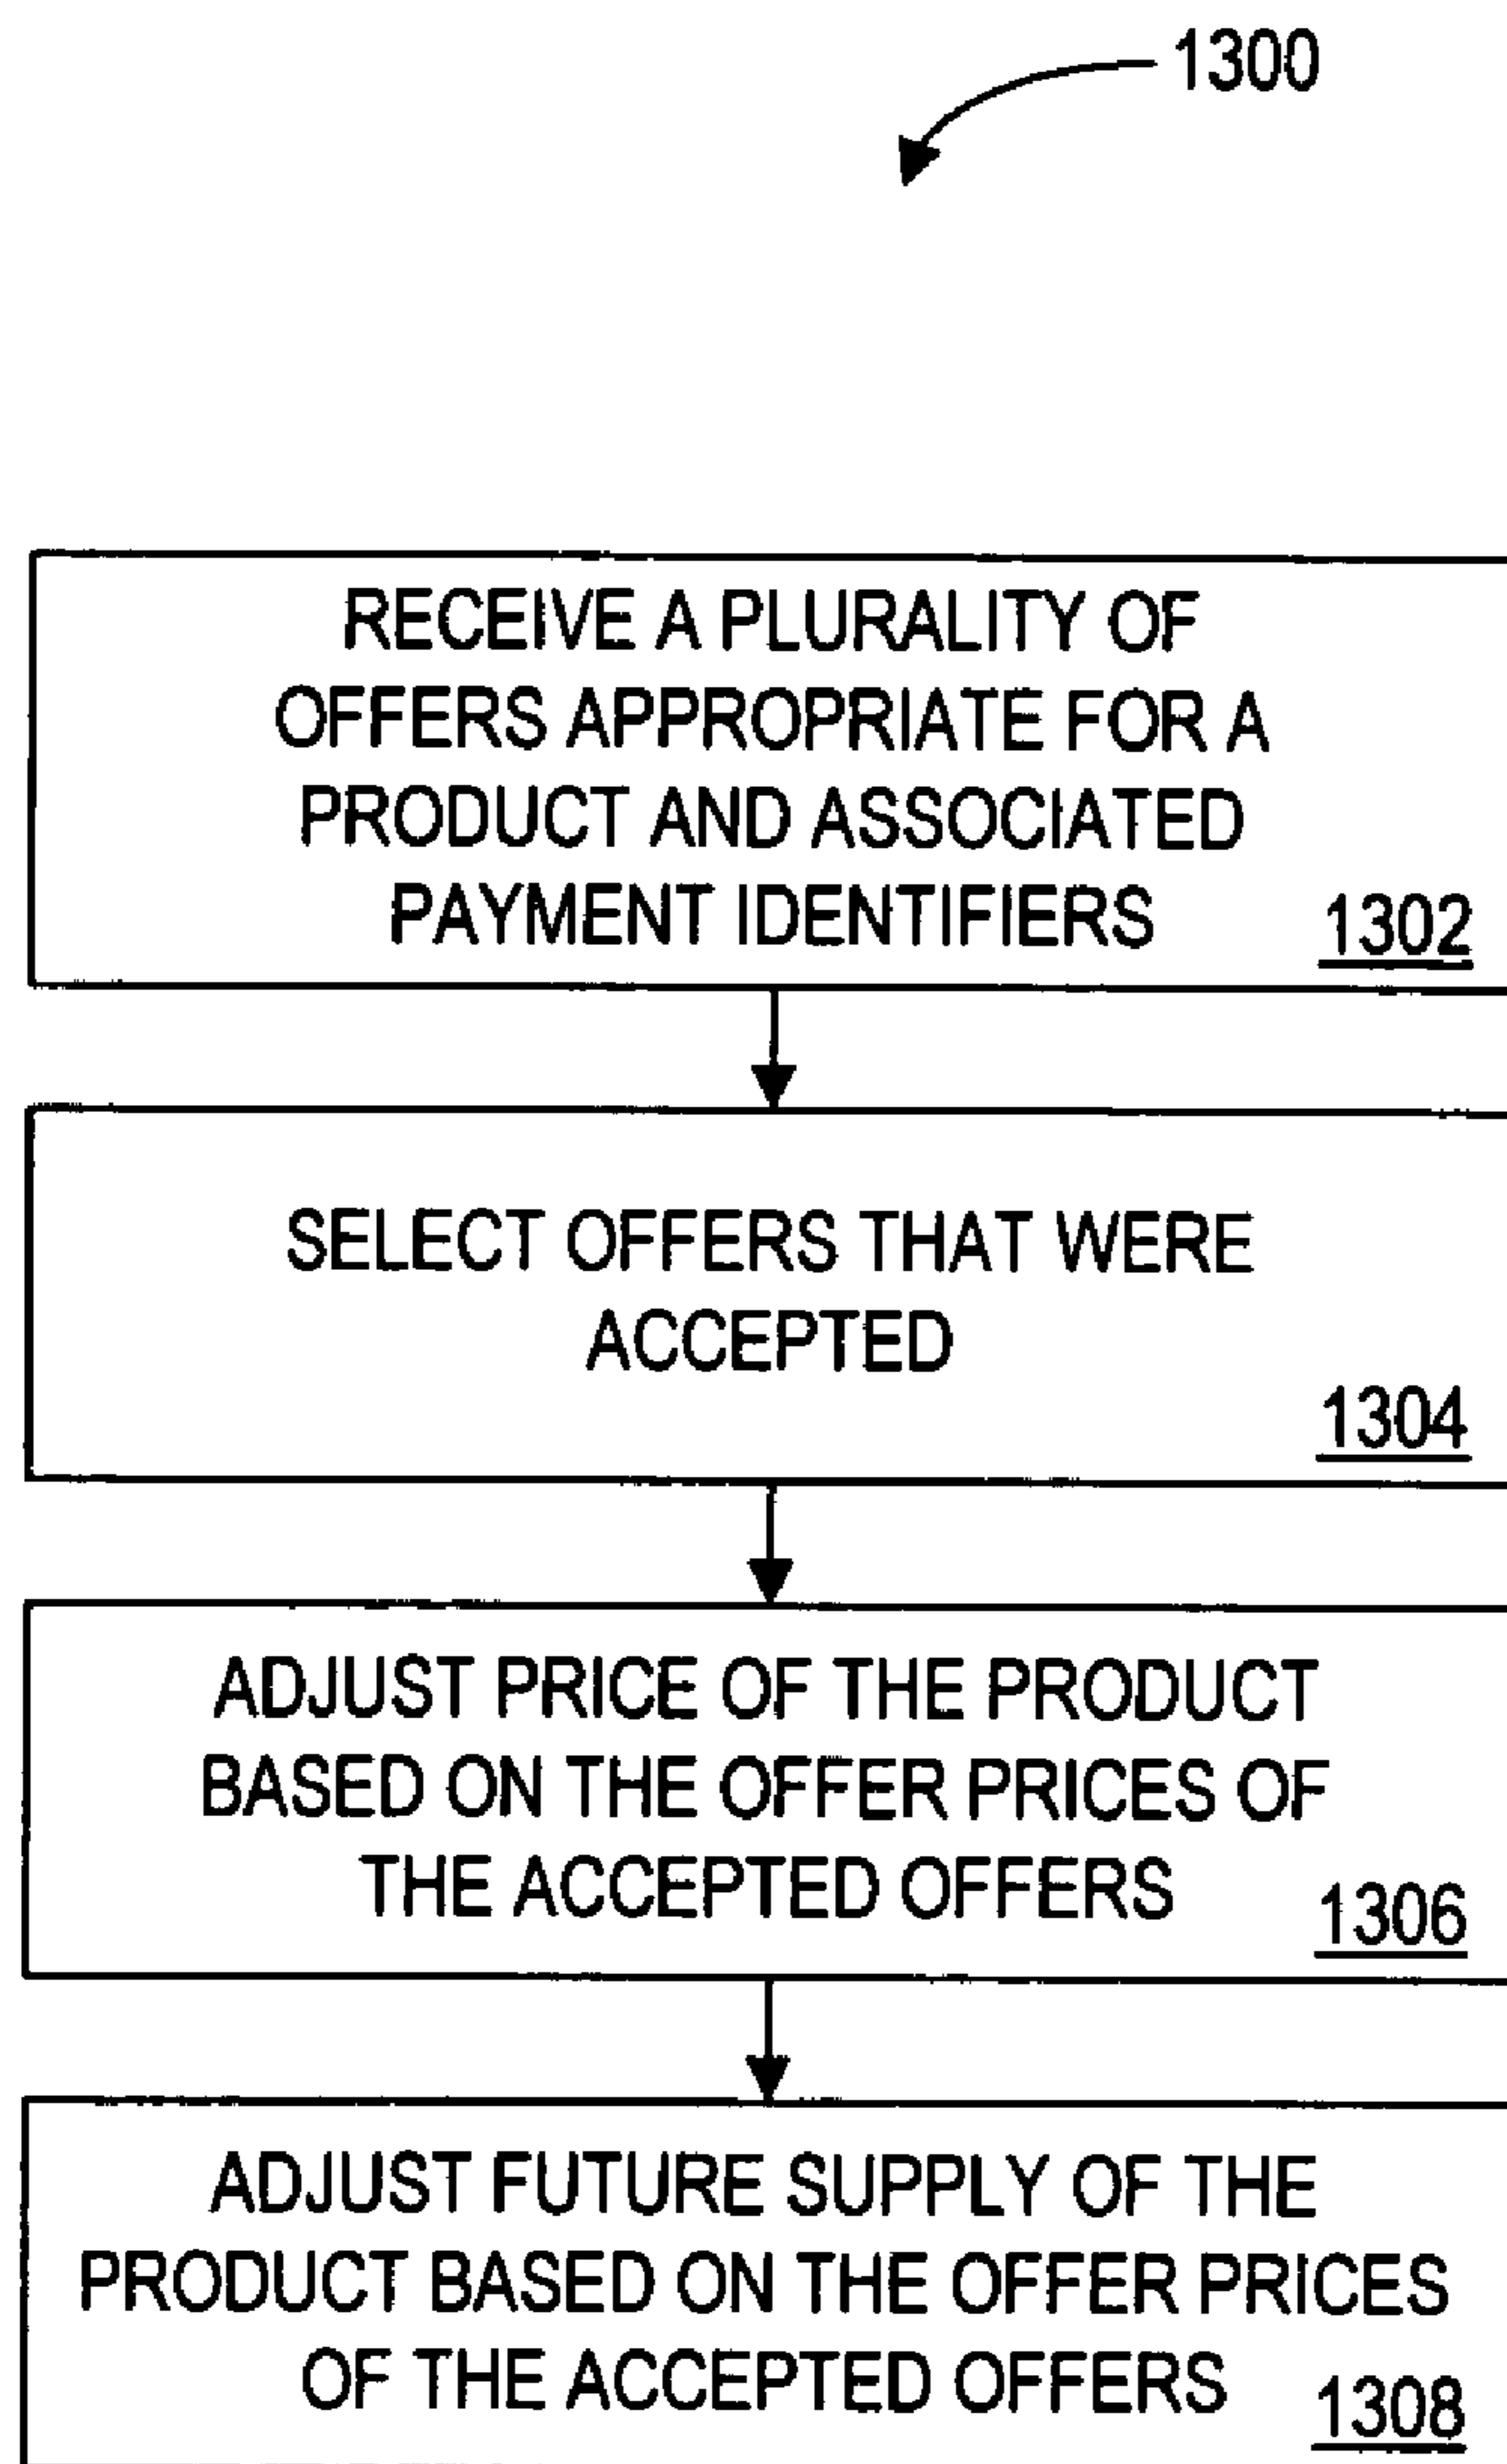 1300
RECEIVE A PLURALITY OF
OFFERS APPROPRIATE FOR A
PRODUCT AND ASSOCIATED
PAYMENT IDENTIFIERS
1302
SELECT OFFERS THAT WERE
ACCEPTED
1304
ADJUST PRICE OF THE PRODUCT
BASED ON THE OFFER PRICES OF
THE ACCEPTED OFFERS
1306
ADJUST FUTURE SUPPLY OF THE
PRODUCT BASED ON THE OFFER PRICES
OF THE ACCEPTED OFFERS
1308